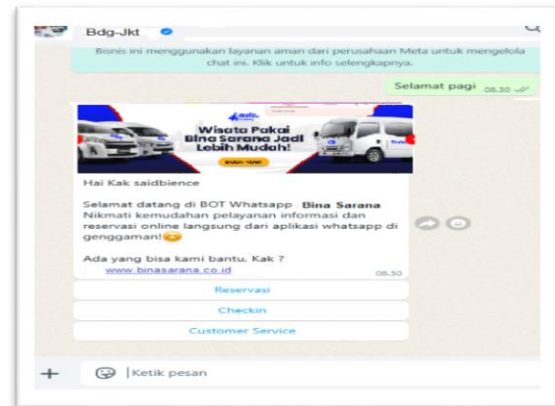 Bdg-Jkt
Bisnis ini menggunakan layanan aman dari perusahaan Meta untuk mengelola
chat ini. Klik untuk info selengkapnya.
Selamat pagi 08.30
Wisata Pakai
Bina Sarana Jadi
Lebih Mudah!
Hai Kak saidbience
Selamat datang di BOT Whatsapp Bina Sarana
Nikmati kemudahan pelayanan informasi dan
reservasi online langsung dari aplikasi whatsapp di
genggaman!
Ada yang bisa kami bantu, Kak ?
www.binasarana.co.id
08.30
Reservasi
Checkin
Customer Service
Ketik pesan